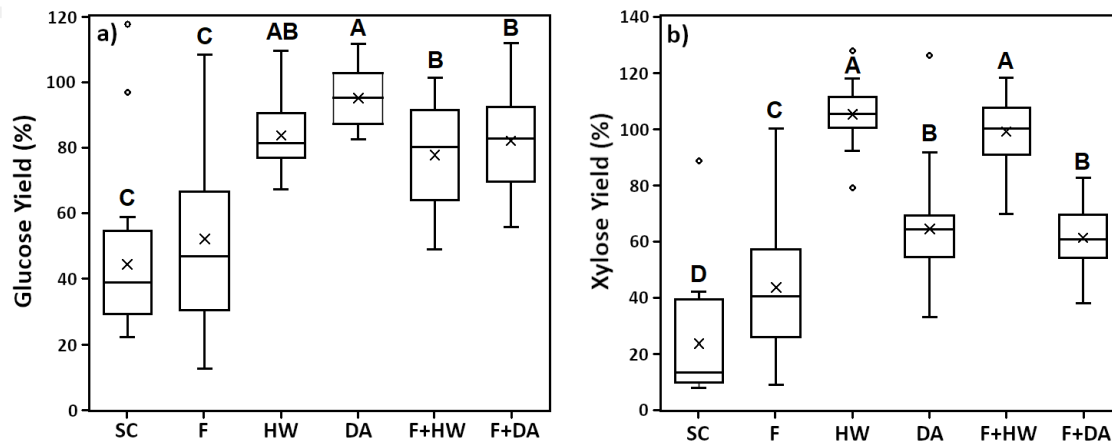 a)
Glucose Yield (%)
120
100
80
60
40
20
0
C
C
AB
A
B
B
SC F HW DA F+HW F+DA
b)
Xylose Yield (%)
140
120
100
80
60
40
20
0
D
C
A
B
A
B
SC F HW DA F+HW F+DA